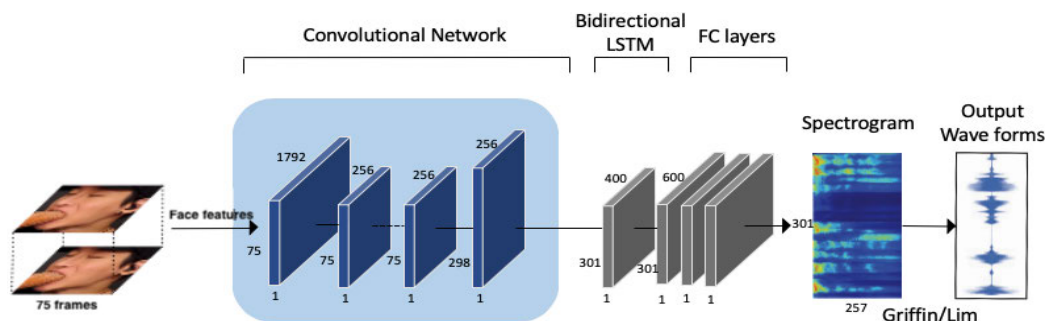 Convolutional Network
Bidirectional
LSTM
FC layers
Spectrogram
Output
Wave forms
Face features
75 frames
1792
75
1
256
75
1
256
75
1
256
298
1
400
301
1
600
301
1
1
1
301
257
Griffin/Lim